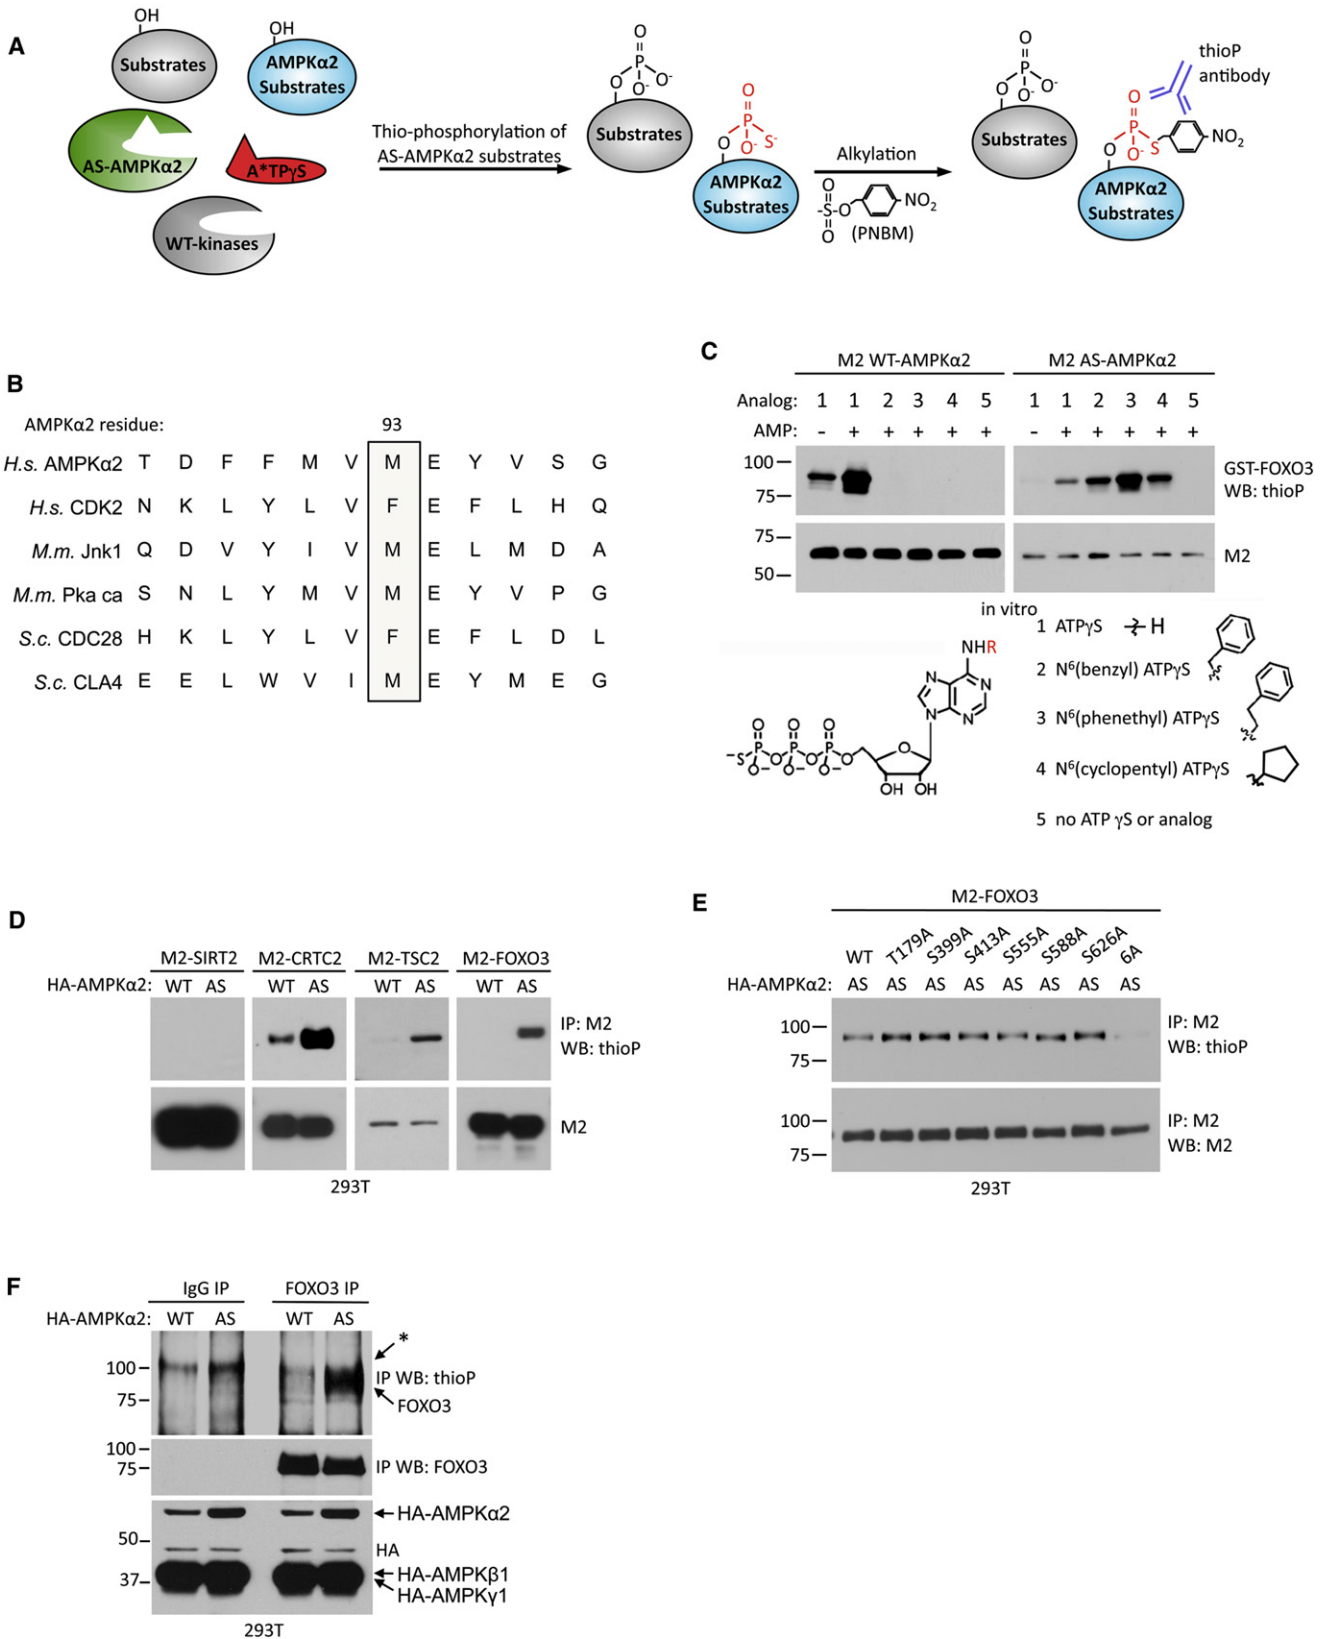 A
OH
Substrates
OH
AMPKα2
Substrates
AS-AMPKα2
A*TPγS
WT-kinases
Thio-phosphorylation of
AS-AMPKα2 substrates
O
P
O O⁻ O⁻
Substrates
O
P
O O⁻ S⁻
AMPKα2
Substrates
Alkylation
O
-S-O NO₂
O
(PNBM)
O
P
O O⁻ O⁻
Substrates
thioP
antibody
O
P
O O⁻ S NO₂
AMPKα2
Substrates
B
AMPKα2 residue: 93
H.s. AMPKα2 T D F F M V M E Y V S G
H.s. CDK2 N K L Y L V F E F L H Q
M.m. Jnk1 Q D V Y I V M E L M D A
M.m. Pka ca S N L Y M V M E Y V P G
S.c. CDC28 H K L Y L V F E F L D L
S.c. CLA4 E E L W V I M E Y M E G
C
M2 WT-AMPKα2 M2 AS-AMPKα2
Analog: 1 1 2 3 4 5 1 1 2 3 4 5
AMP: - + + + + + - + + + + +
100
75
GST-FOXO3
WB: thioP
75
50
M2
in vitro
NHR
N N
N N
O O O
⁻S P O P O P O O
O⁻ O⁻ O⁻
OH OH
1 ATPγS H
2 N⁶(benzyl) ATPγS
3 N⁶(phenethyl) ATPγS
4 N⁶(cyclopentyl) ATPγS
5 no ATP γS or analog
D
M2-SIRT2 M2-CRTC2 M2-TSC2 M2-FOXO3
HA-AMPKα2: WT AS WT AS WT AS WT AS
IP: M2
WB: thioP
M2
293T
E
M2-FOXO3
WT T179A S399A S413A S555A S588A S626A 6A
HA-AMPKα2: AS AS AS AS AS AS AS AS
100
75
IP: M2
WB: thioP
100
75
IP: M2
WB: M2
293T
F
IgG IP FOXO3 IP
HA-AMPKα2: WT AS WT AS
*
100
75
IP WB: thioP
FOXO3
100
75
IP WB: FOXO3
HA-AMPKα2
50
HA
37
HA-AMPKβ1
HA-AMPKγ1
293T